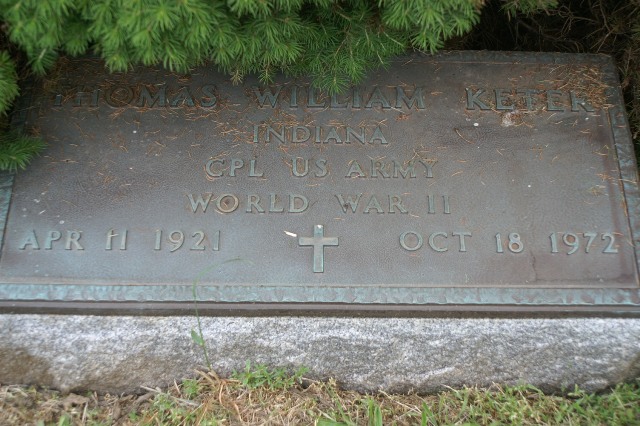 THOMAS WILLIAM KETER
INDIANA
CPL US ARMY
WORLD WAR II
APR 11 1921 OCT 18 1972